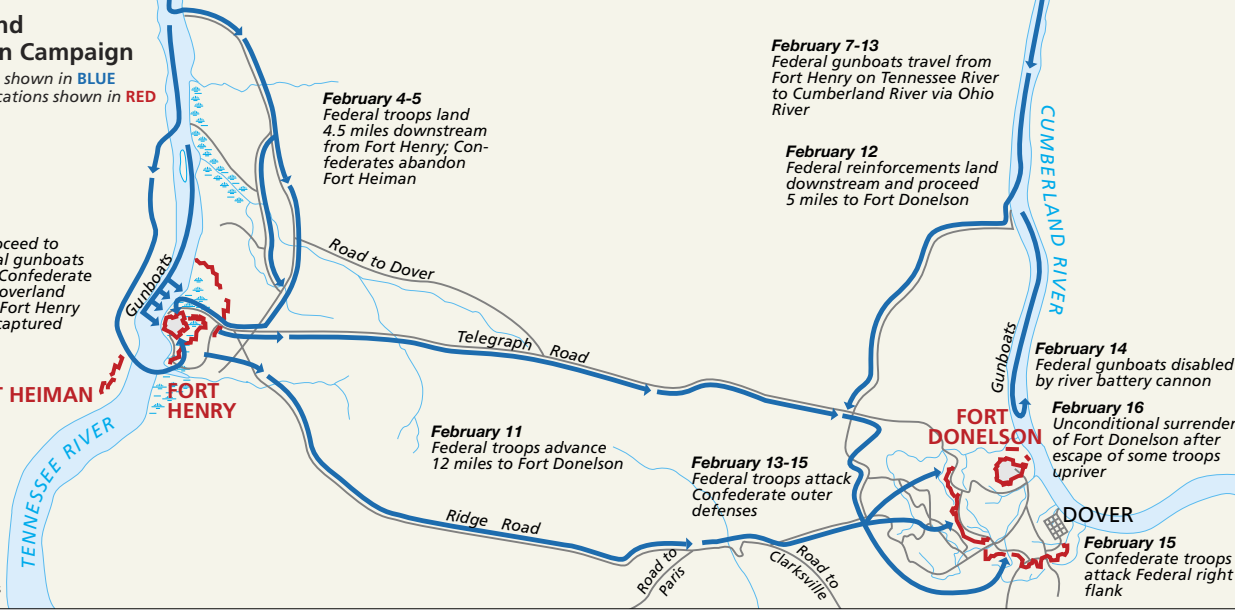 nd
n Campaign
shown in BLUE
cations shown in RED
February 4-5
Federal troops land
4.5 miles downstream
from Fort Henry; Con-
federates abandon
Fort Heiman
February 7-13
Federal gunboats travel from
Fort Henry on Tennessee River
to Cumberland River via Ohio
River
February 12
Federal reinforcements land
downstream and proceed
5 miles to Fort Donelson
CUMBERLAND RIVER
oceed to
al gunboats
Confederate
overland
Fort Henry
captured
Gunboats
Road to Dover
Telegraph Road
T HEIMAN
FORT
HENRY
TENNESSEE RIVER
February 11
Federal troops advance
12 miles to Fort Donelson
Ridge Road
Road to
Paris
February 13-15
Federal troops attack
Confederate outer
defenses
Road to
Clarksville
Gunboats
February 14
Federal gunboats disabled
by river battery cannon
FORT
DONELSON
February 16
Unconditional surrender
of Fort Donelson after
escape of some troops
upriver
DOVER
February 15
Confederate troops
attack Federal right
flank